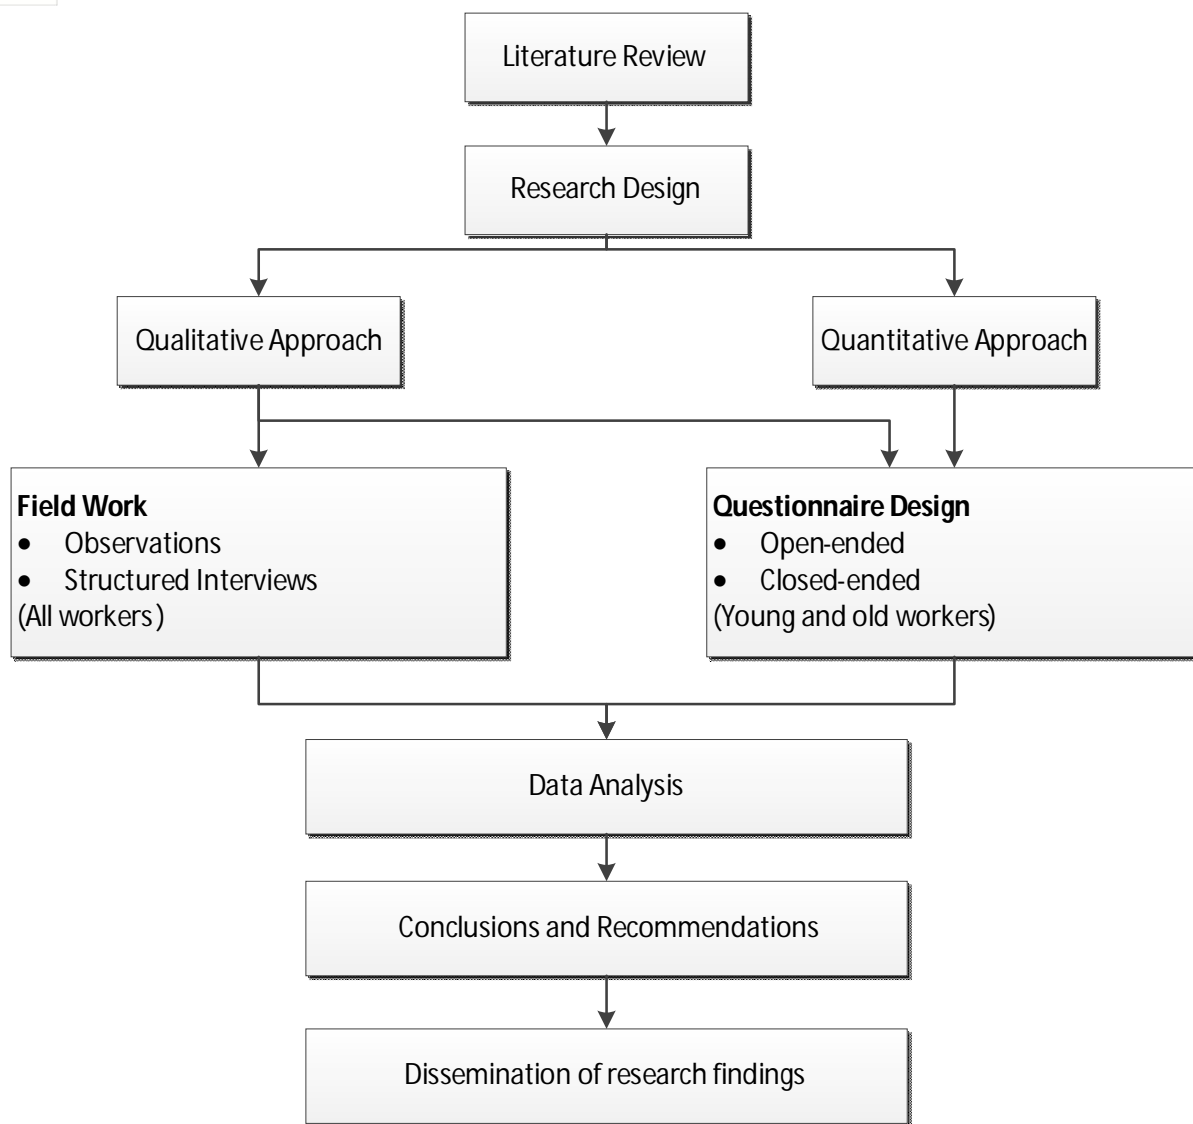 Literature Review
Research Design
Qualitative Approach
Quantitative Approach
Field Work
• Observations
• Structured Interviews
(All workers)
Questionnaire Design
• Open-ended
• Closed-ended
(Young and old workers)
Data Analysis
Conclusions and Recommendations
Dissemination of research findings